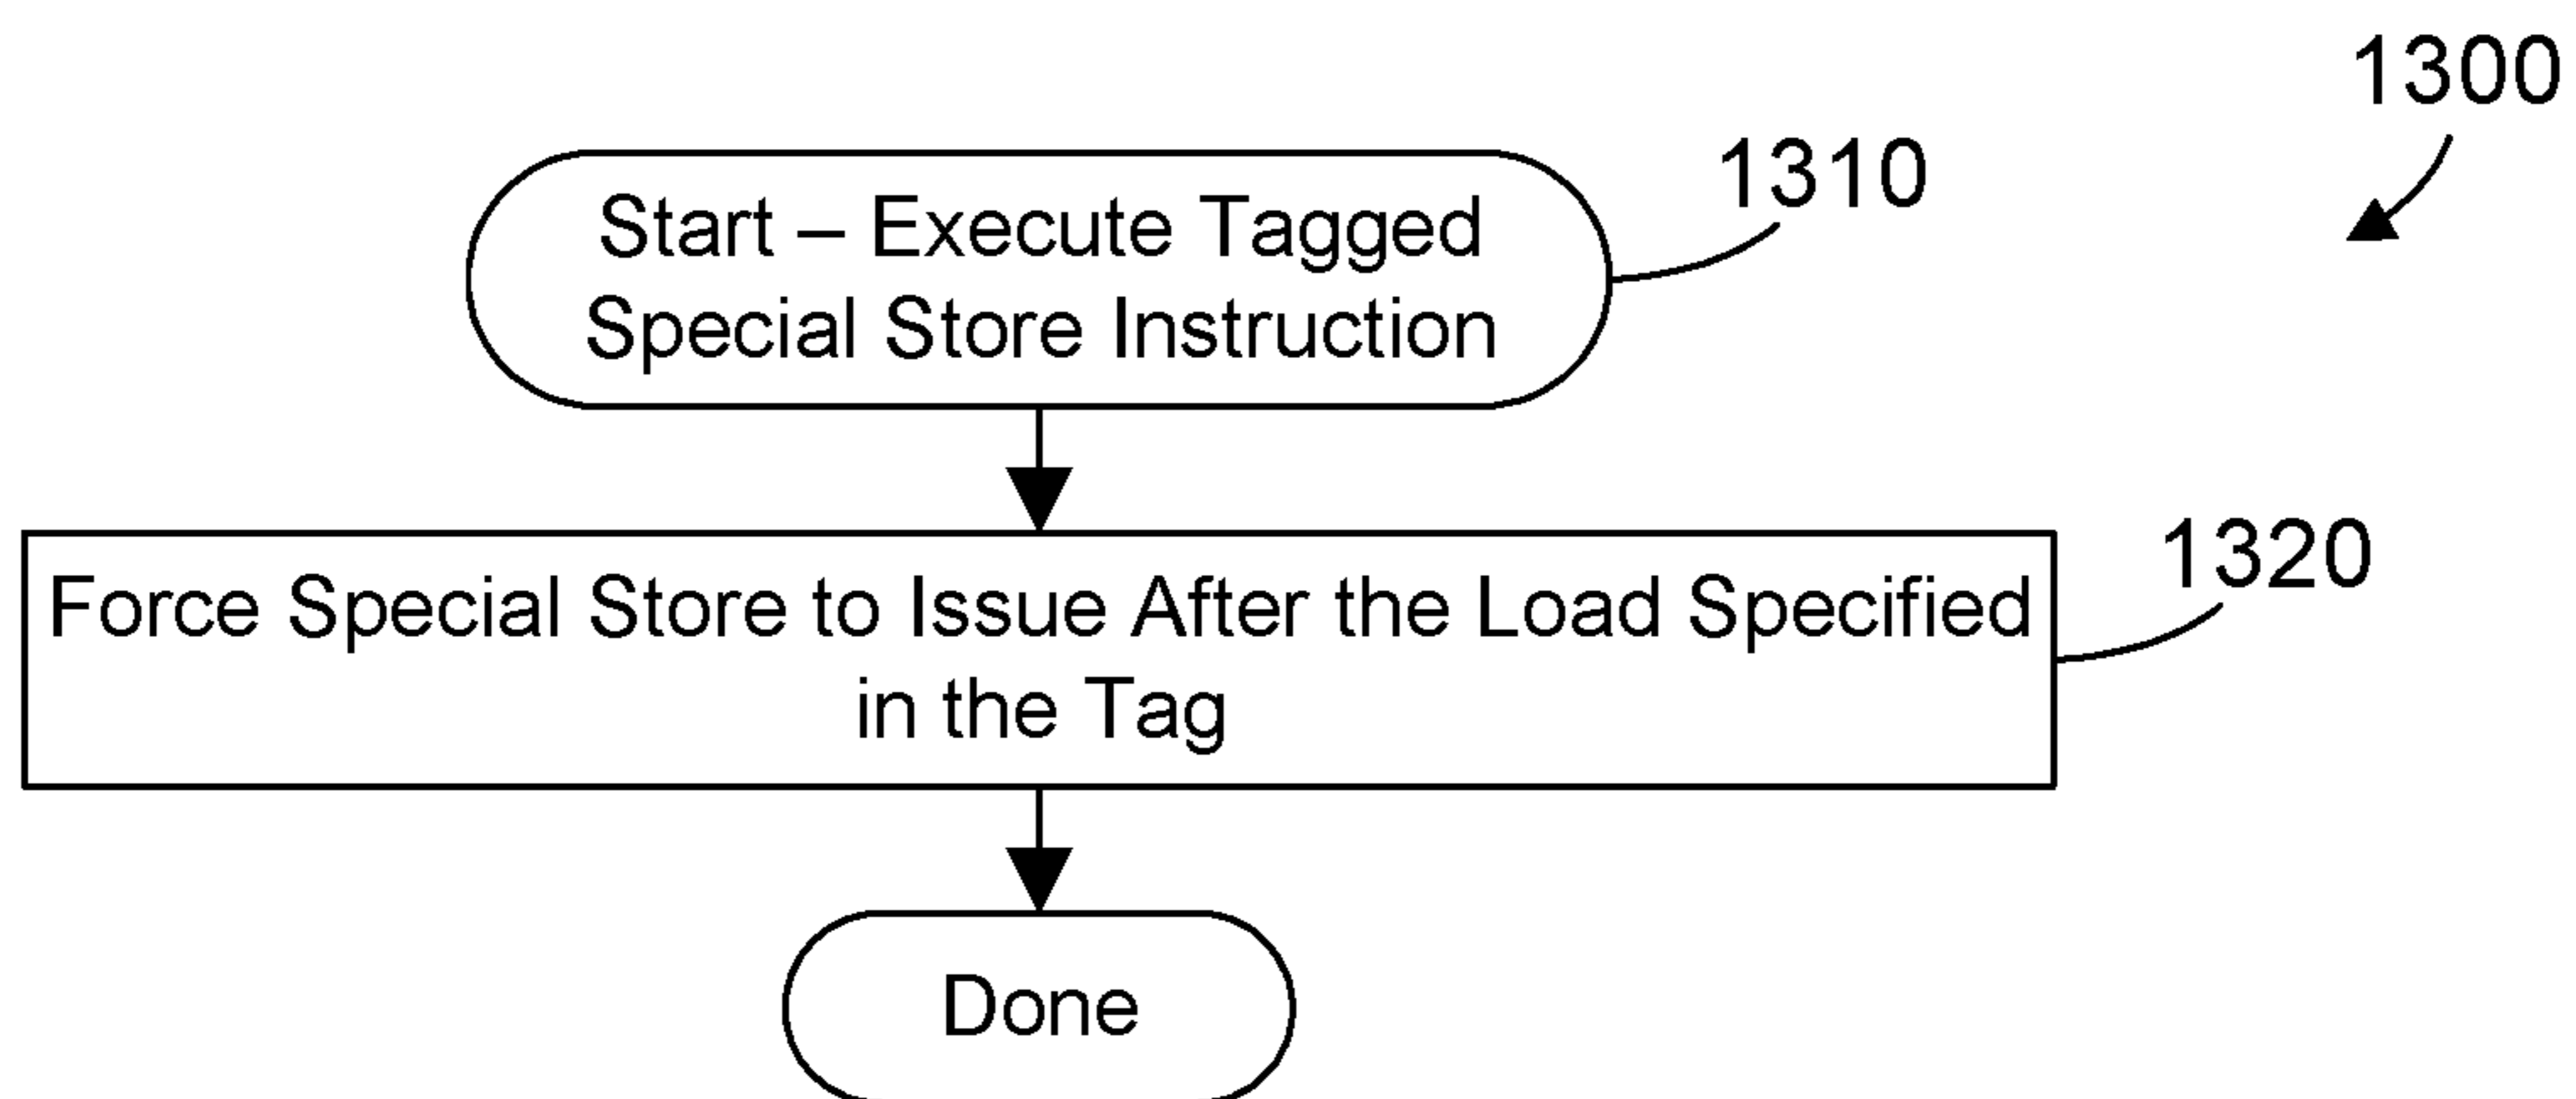 1300
1310
Start – Execute Tagged
Special Store Instruction
1320
Force Special Store to Issue After the Load Specified
in the Tag
Done